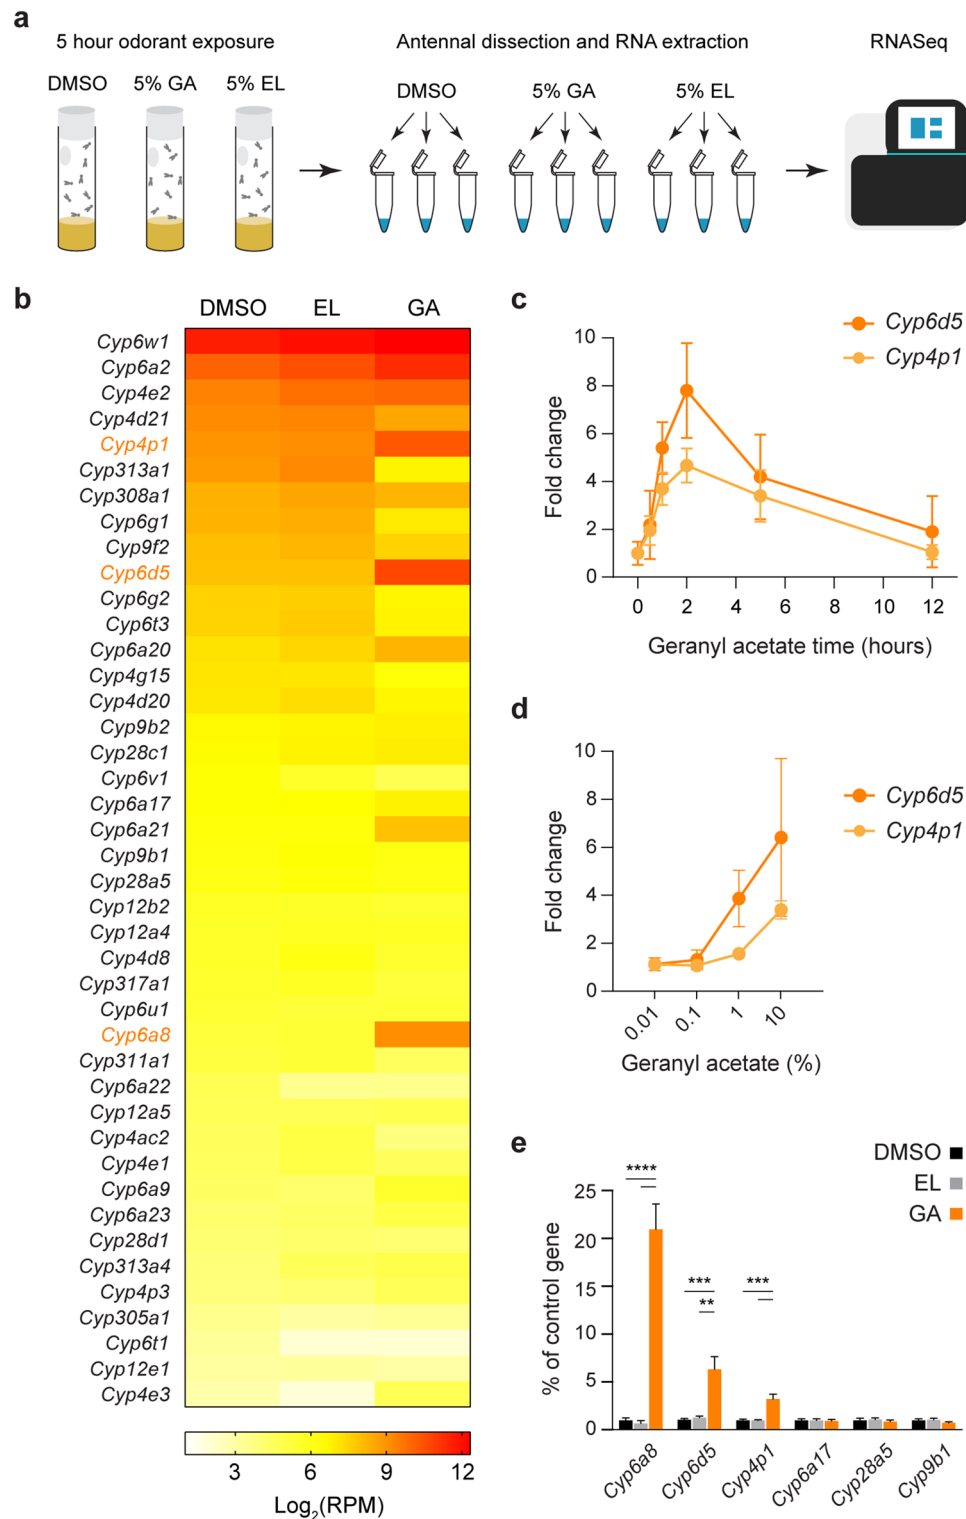 a
5 hour odorant exposure
Antennal dissection and RNA extraction
RNASeq
DMSO
5% GA
5% EL
DMSO
5% GA
5% EL
b
DMSO
EL
GA
Cyp6w1
Cyp6a2
Cyp4e2
Cyp4d21
Cyp4p1
Cyp313a1
Cyp308a1
Cyp6g1
Cyp9f2
Cyp6d5
Cyp6g2
Cyp6t3
Cyp6a20
Cyp4g15
Cyp4d20
Cyp9b2
Cyp28c1
Cyp6v1
Cyp6a17
Cyp6a21
Cyp9b1
Cyp28a5
Cyp12b2
Cyp12a4
Cyp4d8
Cyp317a1
Cyp6u1
Cyp6a8
Cyp311a1
Cyp6a22
Cyp12a5
Cyp4ac2
Cyp4e1
Cyp6a9
Cyp6a23
Cyp28d1
Cyp313a4
Cyp4p3
Cyp305a1
Cyp6t1
Cyp12e1
Cyp4e3
3
6
9
12
Log2(RPM)
c
Cyp6d5
Cyp4p1
Fold change
10
8
6
4
2
0
0
2
4
6
8
10
12
Geranyl acetate time (hours)
d
Cyp6d5
Cyp4p1
Fold change
10
8
6
4
2
0
0.01
0.1
1
10
Geranyl acetate (%)
e
DMSO
EL
GA
% of control gene
25
20
15
10
5
0
****
***
**
***
Cyp6a8
Cyp6d5
Cyp4p1
Cyp6a17
Cyp28a5
Cyp9b1